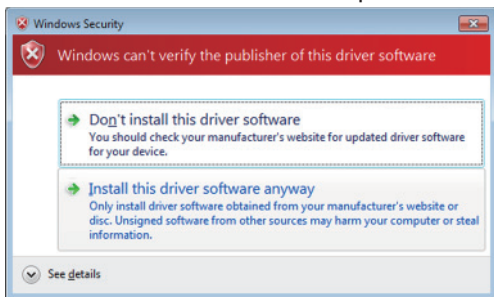 Windows Security
Windows can't verify the publisher of this driver software
Don't install this driver software
You should check your manufacturer's website for updated driver software
for your device.
Install this driver software anyway
Only install driver software obtained from your manufacturer's website or
disc. Unsigned software from other sources may harm your computer or steal
information.
See details